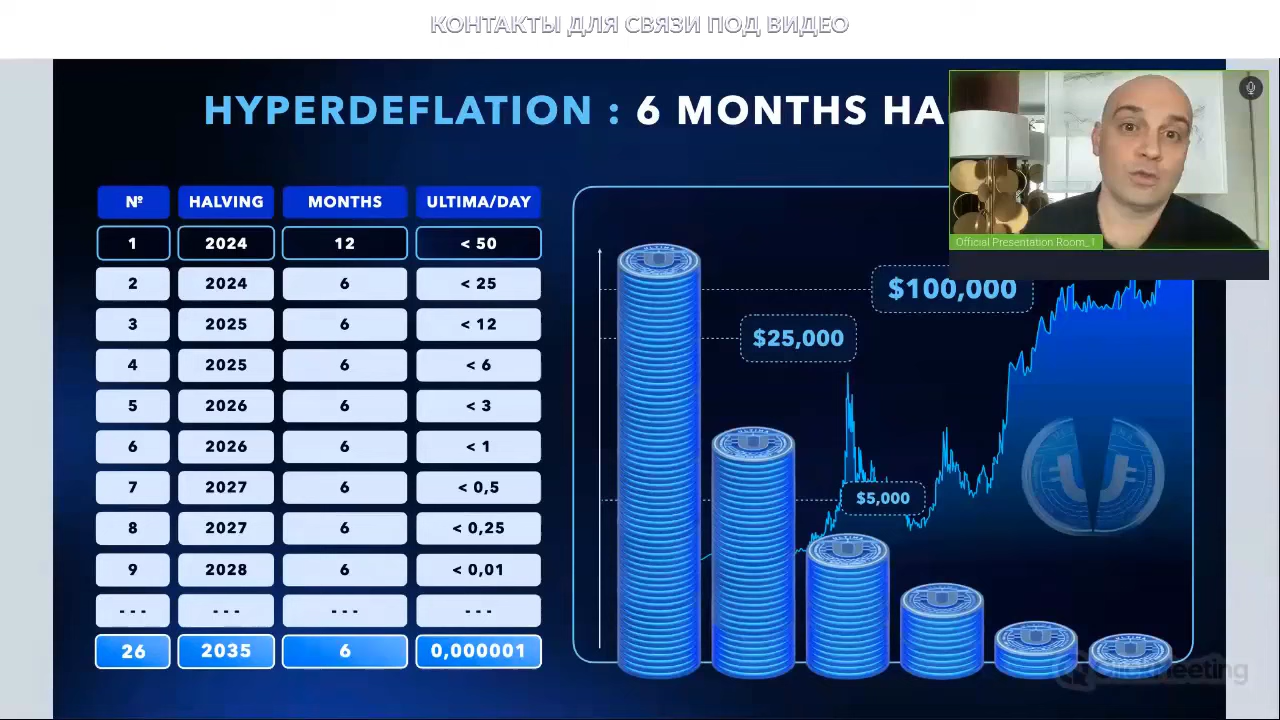 КОНТАКТЫ ДЛЯ СВЯЗИ ПОД ВИДЕО
HYPERDEFLATION : 6 MONTHS HA
Official Presentation Room_1
№ HALVING MONTHS ULTIMA/DAY
1 2024 12 < 50
2 2024 6 < 25
3 2025 6 < 12
4 2025 6 < 6
5 2026 6 < 3
6 2026 6 < 1
7 2027 6 < 0,5
8 2027 6 < 0,25
9 2028 6 < 0,01
--- --- --- ---
26 2035 6 0,000001
$100,000
$25,000
$5,000
ClickMeeting